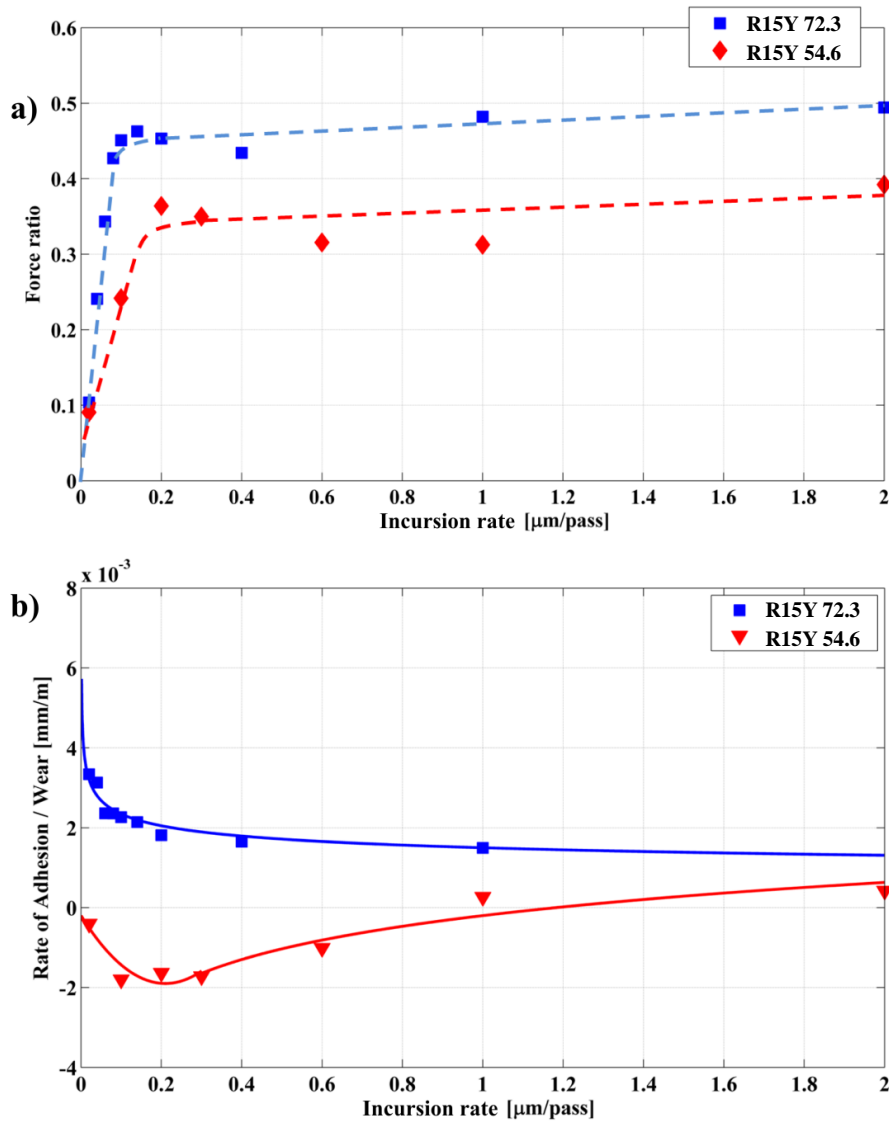 R15Y 72.3
R15Y 54.6
a)
Force ratio
0.6
0.5
0.4
0.3
0.2
0.1
0
0 0.2 0.4 0.6 0.8 1 1.2 1.4 1.6 1.8 2
Incursion rate [μm/pass]
x 10⁻³
b)
R15Y 72.3
R15Y 54.6
Rate of Adhesion / Wear [mm/m]
8
6
4
2
0
-2
-4
0 0.2 0.4 0.6 0.8 1 1.2 1.4 1.6 1.8 2
Incursion rate [μm/pass]